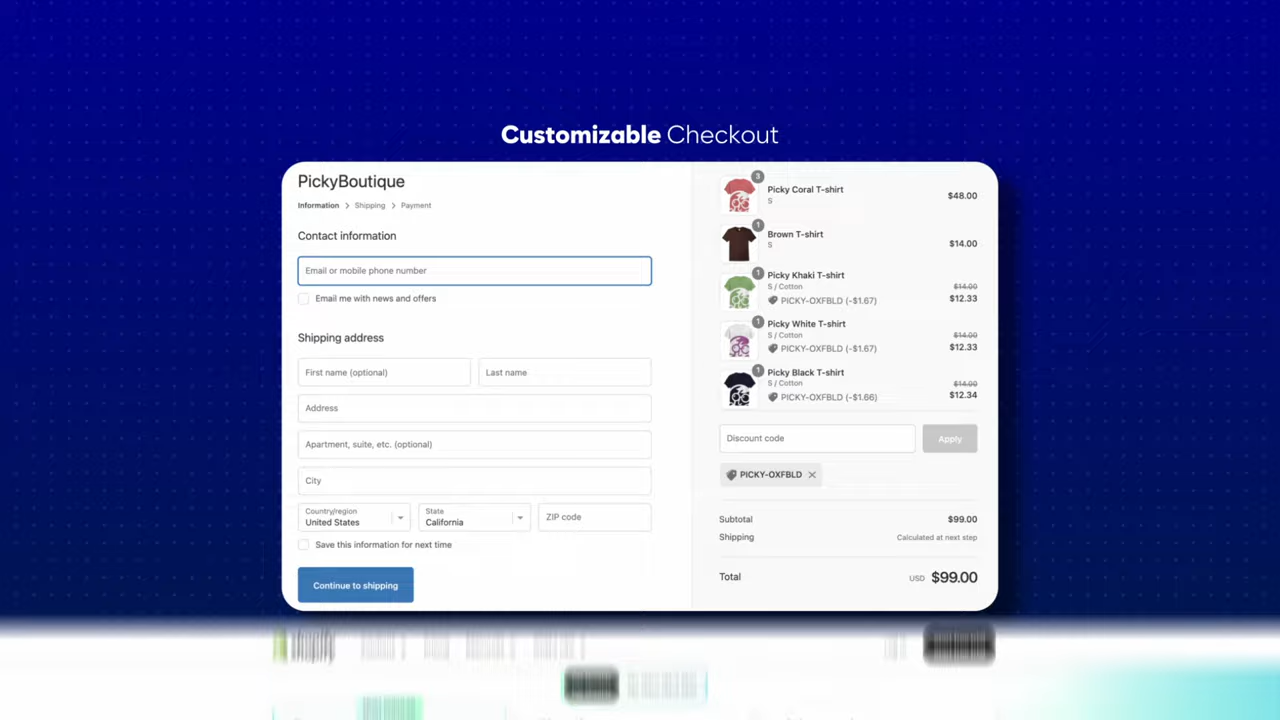 Customizable Checkout
PickyBoutique
Information > Shipping > Payment
Contact information
Email or mobile phone number
Email me with news and offers
Shipping address
First name (optional)
Last name
Address
Apartment, suite, etc. (optional)
City
Country/region
United States
State
California
ZIP code
Save this information for next time
Continue to shipping
3
Picky Coral T-shirt
S
$48.00
1
Brown T-shirt
S
$14.00
1
Picky Khaki T-shirt
S / Cotton
PICKY-OXFBLD (-$1.67)
$14.00
$12.33
1
Picky White T-shirt
S / Cotton
PICKY-OXFBLD (-$1.67)
$14.00
$12.33
1
Picky Black T-shirt
S / Cotton
PICKY-OXFBLD (-$1.66)
$14.00
$12.34
Discount code
Apply
PICKY-OXFBLD
Subtotal $99.00
Shipping Calculated at next step
Total USD $99.00